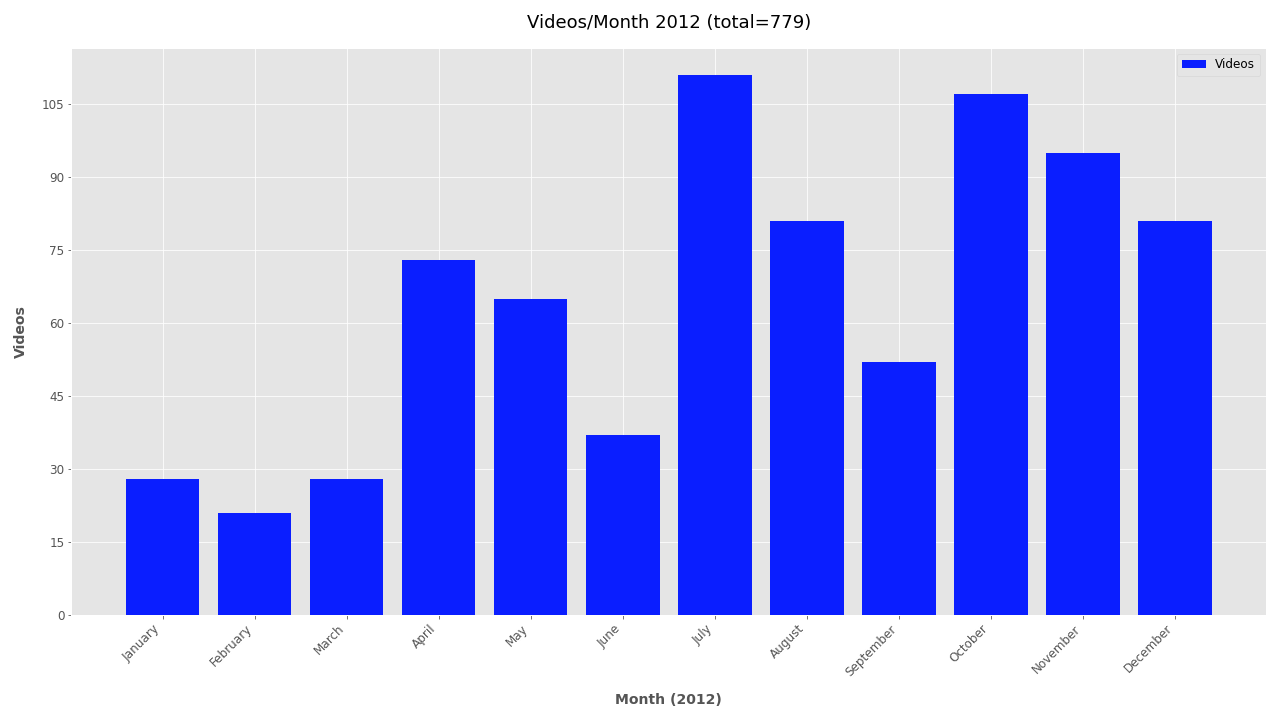 Videos/Month 2012 (total=779)
Videos
105
90
75
60
45
30
15
0
Videos
January
February
March
April
May
June
July
August
September
October
November
December
Month (2012)